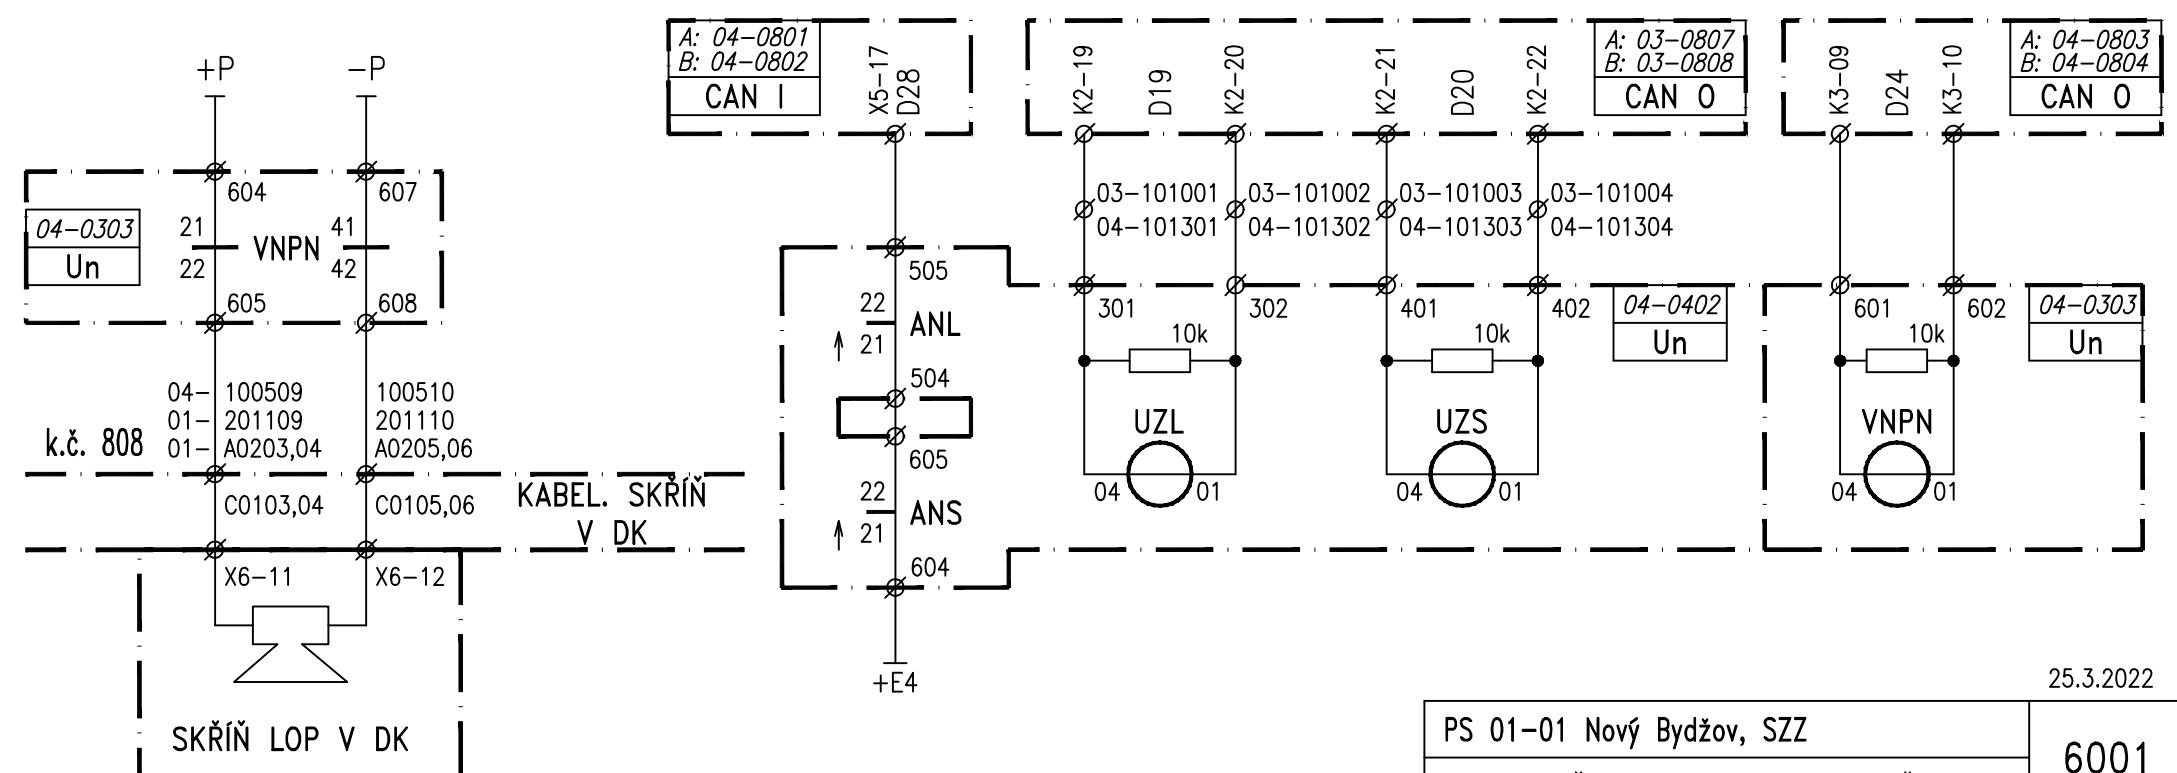 +P
-P
604
607
04-0303
Un
21
22
VNPN
41
42
605
608
04- 100509
100510
01- 201109
201110
k.č. 808
01- A0203,04
A0205,06
C0103,04
C0105,06
KABEL. SKŘÍŇ
V DK
X6-11
X6-12
SKŘÍŇ LOP V DK
A: 04-0801
B: 04-0802
CAN I
X5-17
D28
505
22
ANL
21
504
605
22
ANS
21
604
+E4
K2-19
D19
K2-20
K2-21
D20
K2-22
A: 03-0807
B: 03-0808
CAN O
03-101001
04-101301
03-101002
04-101302
03-101003
04-101303
03-101004
04-101304
301
302
401
402
04-0402
Un
10k
10k
UZL
04
01
UZS
04
01
K3-09
D24
K3-10
A: 04-0803
B: 04-0804
CAN O
601
602
04-0303
Un
10k
VNPN
04
01
25.3.2022
PS 01-01 Nový Bydžov, SZZ
6001